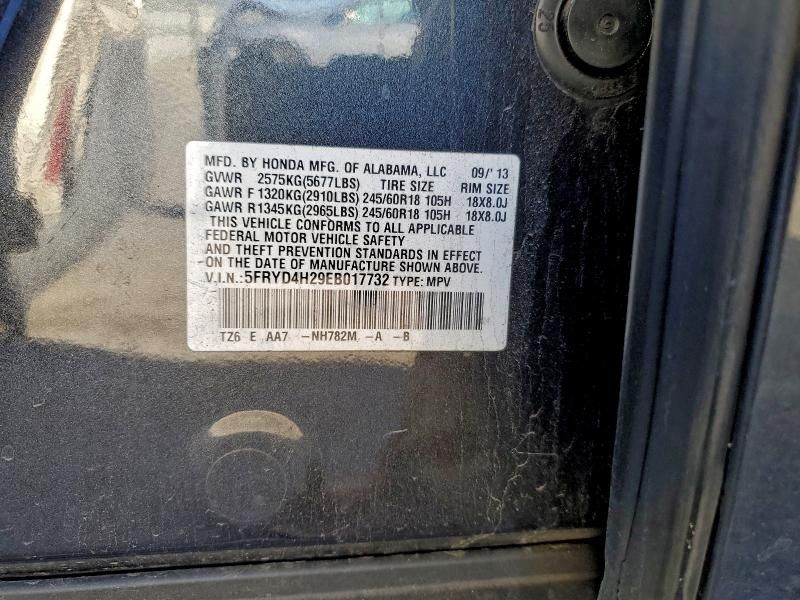 MFD. BY HONDA MFG. OF ALABAMA, LLC 09/' 13
GVWR 2575KG(5677LBS) TIRE SIZE RIM SIZE
GAWR F 1320KG(2910LBS) 245/60R18 105H 18X8.0J
GAWR R1345KG(2965LBS) 245/60R18 105H 18X8.0J
THIS VEHICLE CONFORMS TO ALL APPLICABLE
FEDERAL MOTOR VEHICLE SAFETY
AND THEFT PREVENTION STANDARDS IN EFFECT
ON THE DATE OF MANUFACTURE SHOWN ABOVE.
V.I.N.:5FRYD4H29EB017732 TYPE: MPV
TZ6 E AA7 -NH782M -A -B